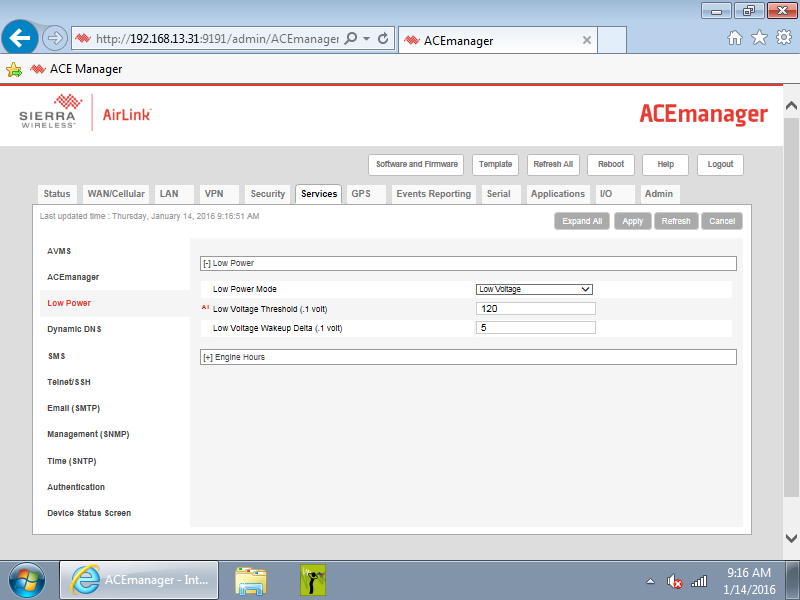 http://192.168.13.31:9191/admin/ACEmanager
ACEmanager
ACE Manager
SIERRA WIRELESS AirLink ACEmanager
Software and Firmware Template Refresh All Reboot Help Logout
Status WAN/Cellular LAN VPN Security Services GPS Events Reporting Serial Applications I/O Admin
Last updated time : Thursday, January 14, 2016 9:16:51 AM
Expand All Apply Refresh Cancel
AVMS
ACEmanager
Low Power
Dynamic DNS
SMS
Telnet/SSH
Email (SMTP)
Management (SNMP)
Time (SNTP)
Authentication
Device Status Screen
[-] Low Power
Low Power Mode Low Voltage
Low Voltage Threshold (.1 volt) 120
Low Voltage Wakeup Delta (.1 volt) 5
[+] Engine Hours
ACEmanager - Int...
9:16 AM
1/14/2016